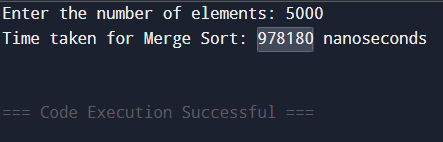 Enter the number of elements: 5000
Time taken for Merge Sort: 978180 nanoseconds
=== Code Execution Successful ===